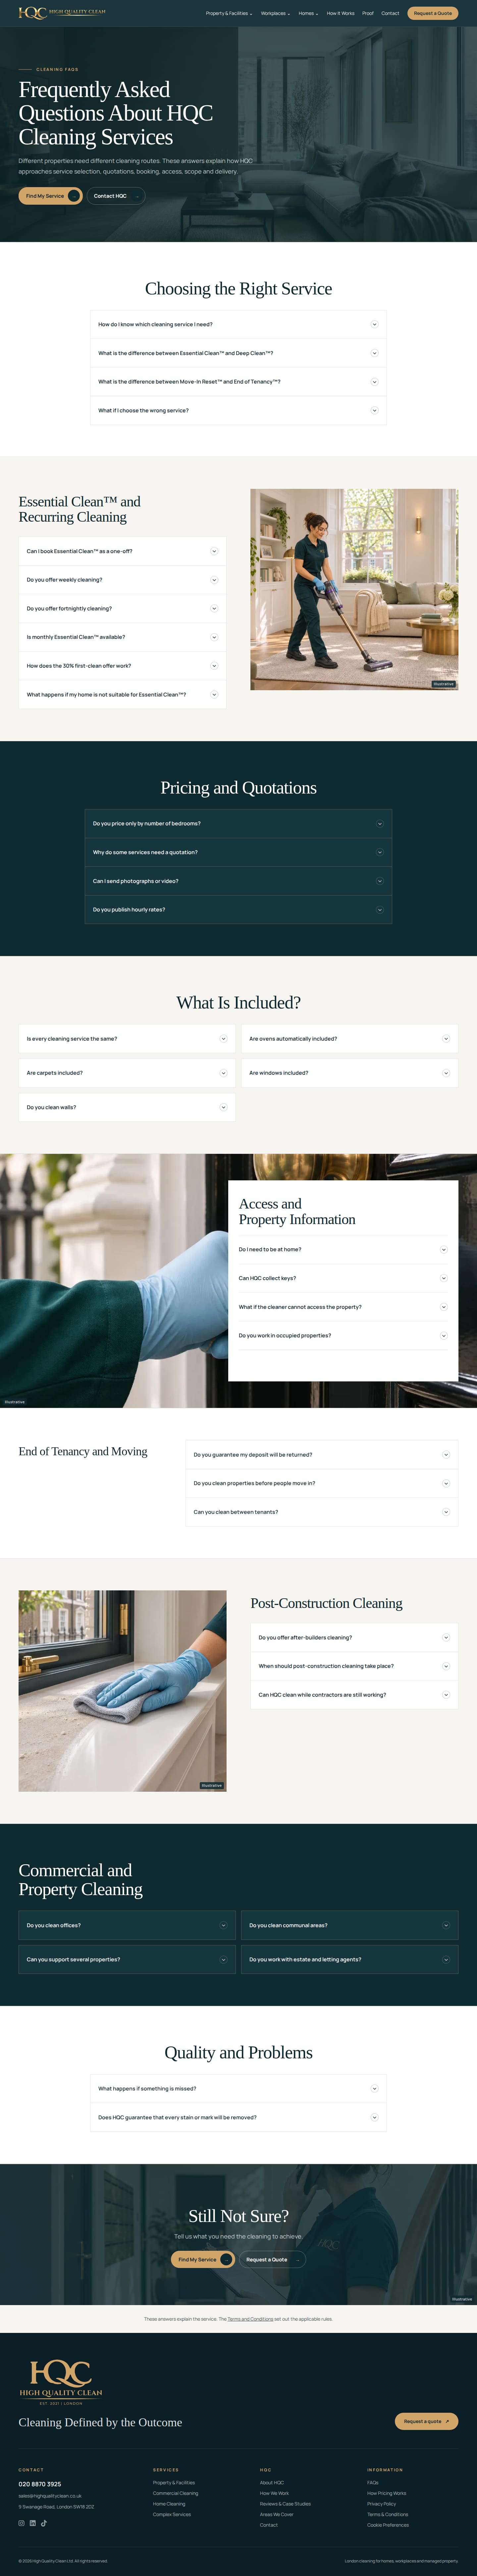 HQC HIGH QUALITY CLEAN
Property & Facilities
Workplaces
Homes
How It Works
Proof
Contact
Request a Quote
CLEANING FAQS
Frequently Asked
Questions About HQC
Cleaning Services
Different properties need different cleaning routes. These answers explain how HQC
approaches service selection, quotations, booking, access, scope and delivery.
Find My Service
Contact HQC
Choosing the Right Service
How do I know which cleaning service I need?
What is the difference between Essential Clean™ and Deep Clean™?
What is the difference between Move-In Reset™ and End of Tenancy™?
What if I choose the wrong service?
Essential Clean™ and
Recurring Cleaning
Can I book Essential Clean™ as a one-off?
Do you offer weekly cleaning?
Do you offer fortnightly cleaning?
Is monthly Essential Clean™ available?
How does the 30% first-clean offer work?
What happens if my home is not suitable for Essential Clean™?
Illustrative
Pricing and Quotations
Do you price only by number of bedrooms?
Why do some services need a quotation?
Can I send photographs or video?
Do you publish hourly rates?
What Is Included?
Is every cleaning service the same?
Are ovens automatically included?
Are carpets included?
Are windows included?
Do you clean walls?
Access and
Property Information
Do I need to be at home?
Can HQC collect keys?
What if the cleaner cannot access the property?
Do you work in occupied properties?
Illustrative
End of Tenancy and Moving
Do you guarantee my deposit will be returned?
Do you clean properties before people move in?
Can you clean between tenants?
Illustrative
Post-Construction Cleaning
Do you offer after-builders cleaning?
When should post-construction cleaning take place?
Can HQC clean while contractors are still working?
Commercial and
Property Cleaning
Do you clean offices?
Do you clean communal areas?
Can you support several properties?
Do you work with estate and letting agents?
Quality and Problems
What happens if something is missed?
Does HQC guarantee that every stain or mark will be removed?
Still Not Sure?
Tell us what you need the cleaning to achieve.
Find My Service
Request a Quote
Illustrative
These answers explain the service. The Terms and Conditions set out the applicable rules.
HQC
HIGH QUALITY CLEAN
EST. 2021 | LONDON
Cleaning Defined by the Outcome
Request a quote ↗
CONTACT
020 8870 3925
sales@highqualityclean.co.uk
9 Swanage Road, London SW18 2DZ
SERVICES
Property & Facilities
Commercial Cleaning
Home Cleaning
Complex Services
HQC
About HQC
How We Work
Reviews & Case Studies
Areas We Cover
Contact
INFORMATION
FAQs
How Pricing Works
Privacy Policy
Terms & Conditions
Cookie Preferences
© 2026 High Quality Clean Ltd. All rights reserved.
London cleaning for homes, workplaces and managed property.